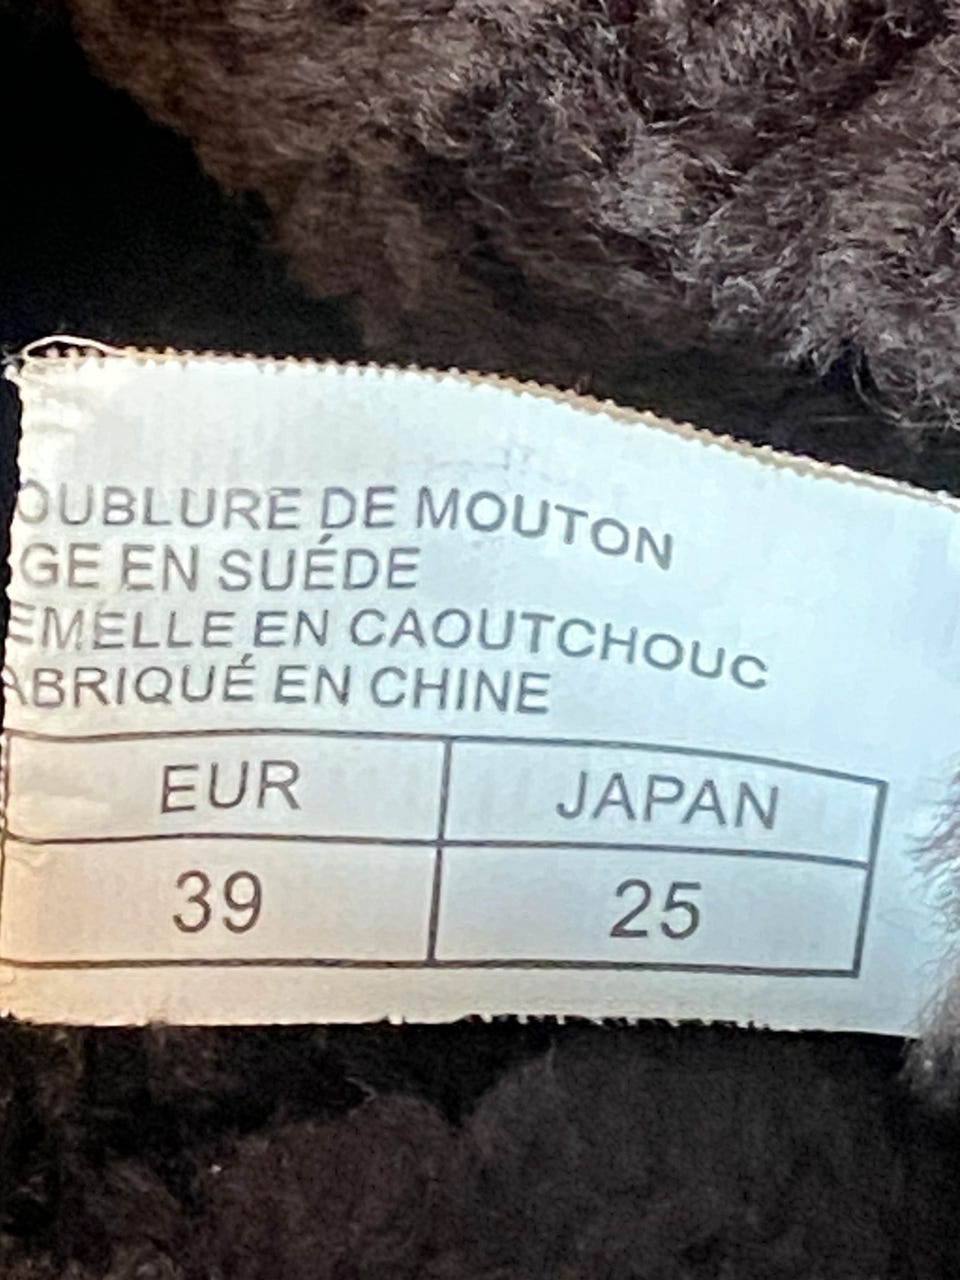 OUBLURE DE MOUTON
GE EN SUÉDE
EMELLE EN CAOUTCHOUC
ABRIQUÉ EN CHINE
EUR JAPAN
39 25